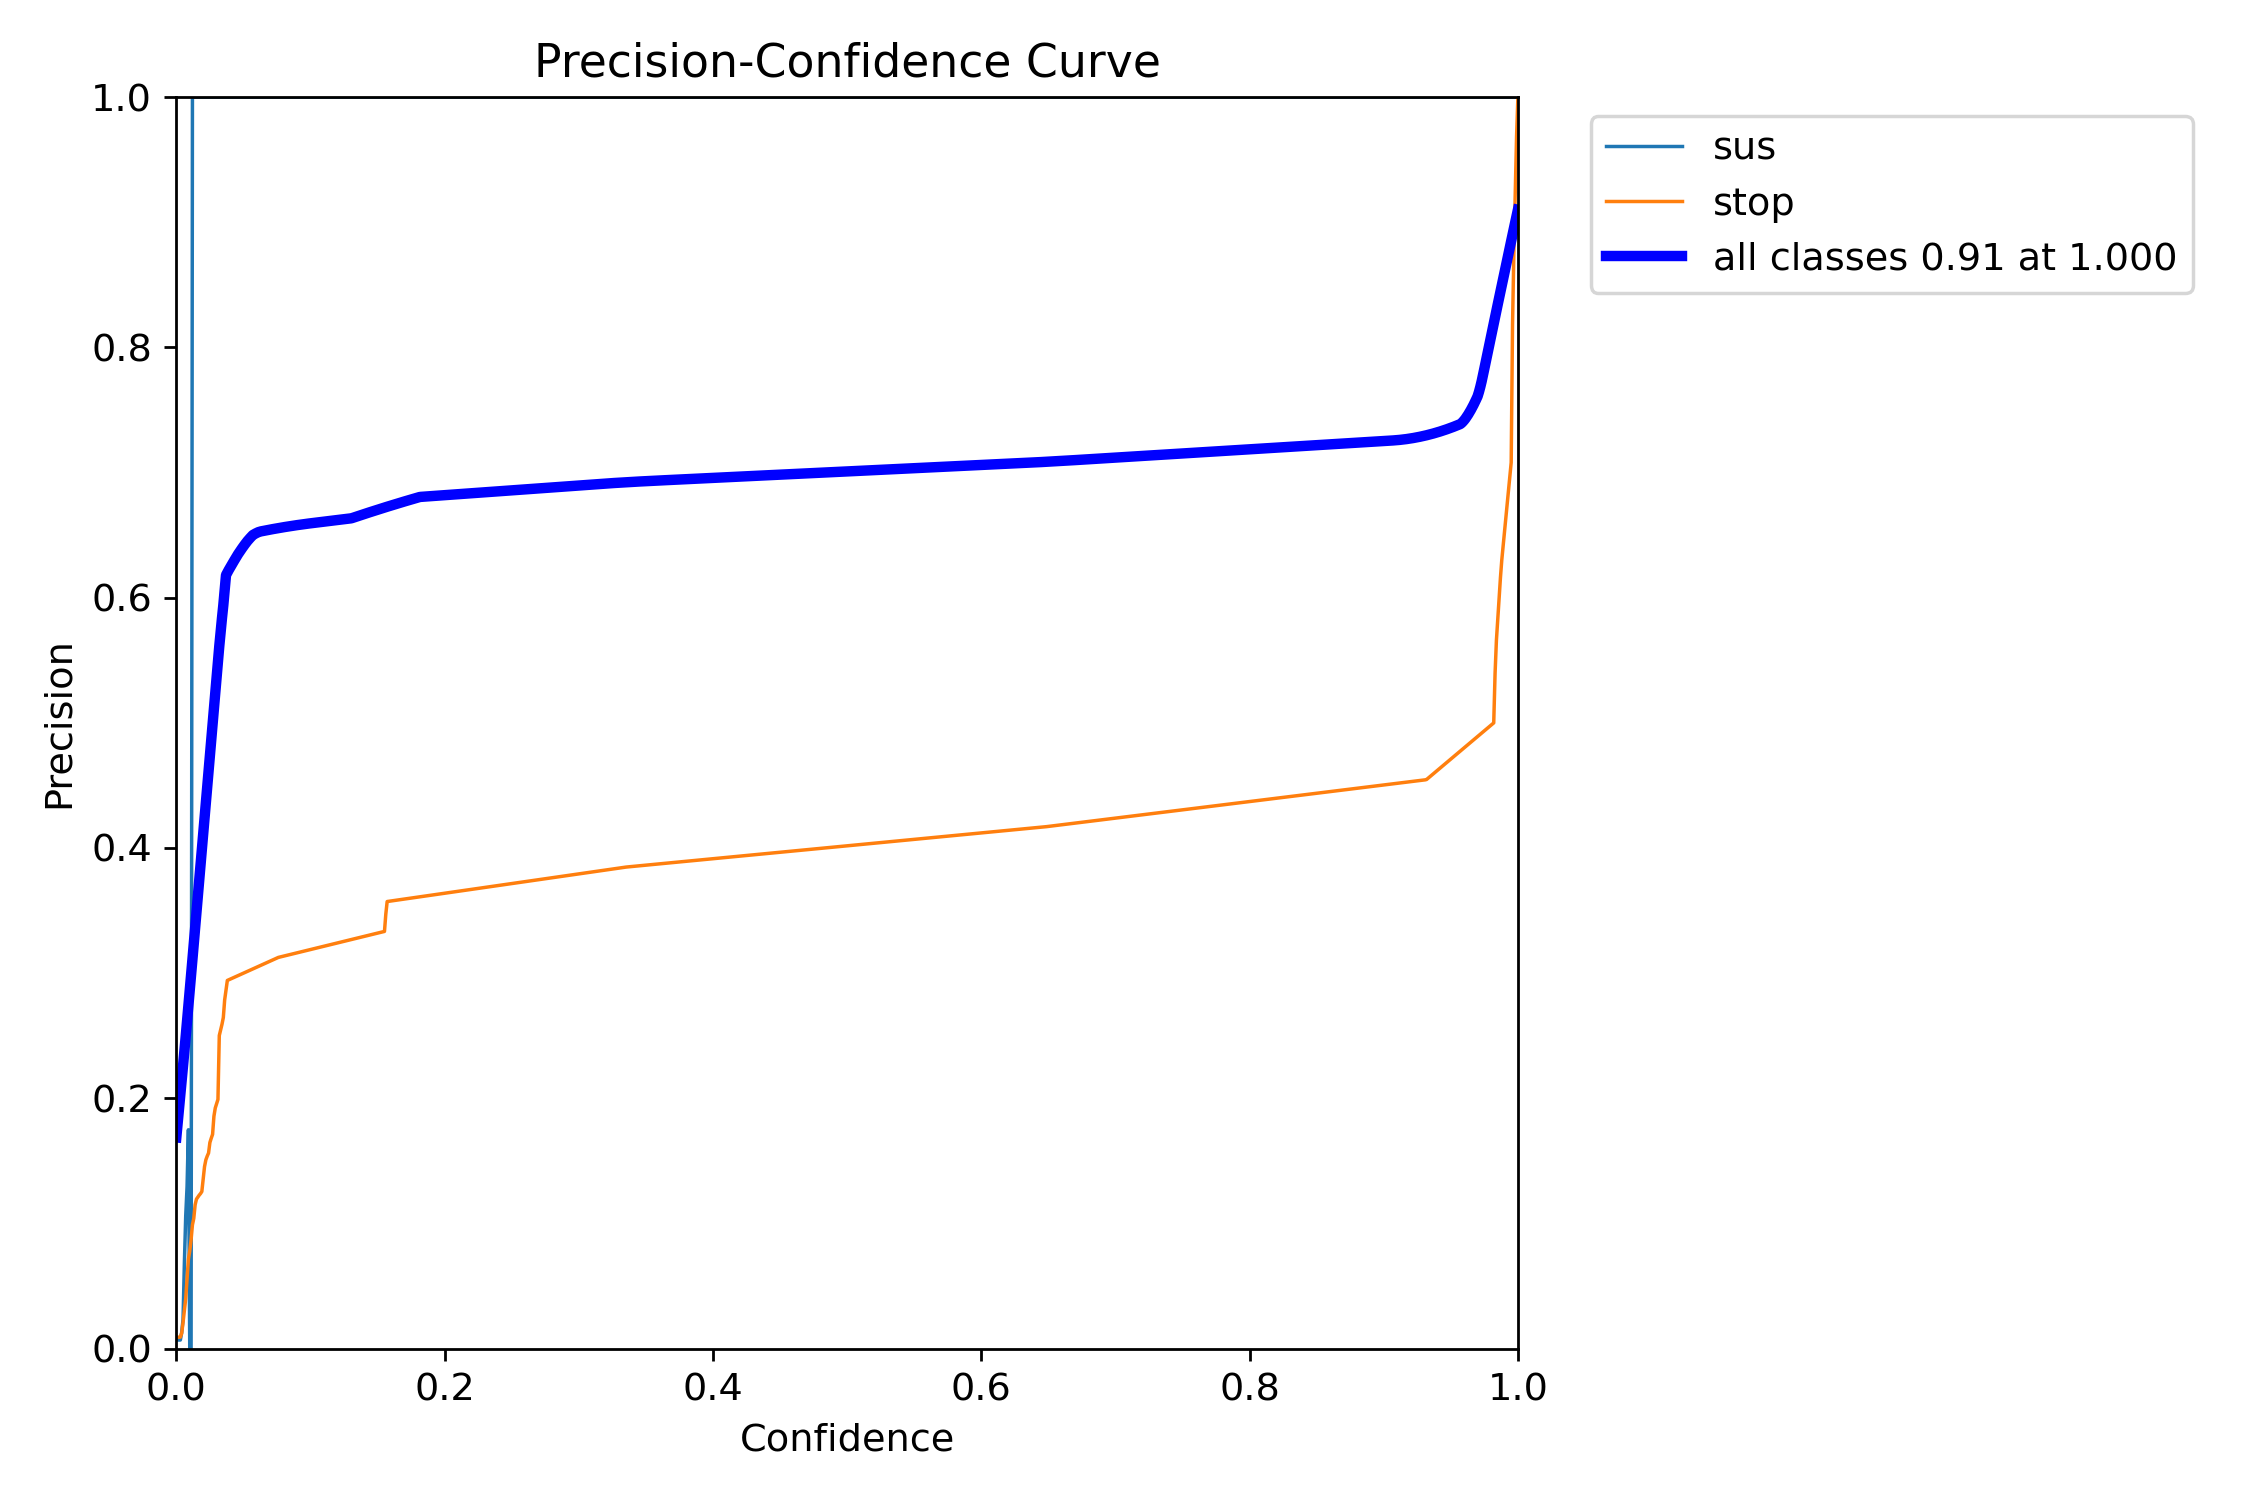 Precision-Confidence Curve
1.0
0.8
0.6
0.4
0.2
0.0
Precision
0.0 0.2 0.4 0.6 0.8 1.0
Confidence
sus
stop
all classes 0.91 at 1.000